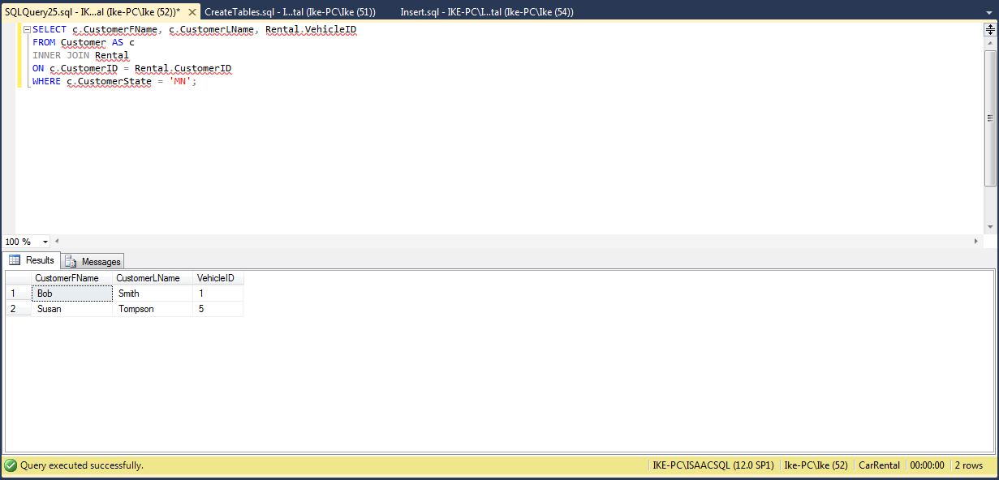 SQLQuery25.sql - IK...al (Ike-PC\Ike (52))* CreateTables.sql - I...tal (Ike-PC\Ike (51)) Insert.sql - IKE-PC\I...tal (Ike-PC\Ike (54))
SELECT c.CustomerFName, c.CustomerLName, Rental.VehicleID
FROM Customer AS c
INNER JOIN Rental
ON c.CustomerID = Rental.CustomerID
WHERE c.CustomerState = 'MN';
100 %
Results Messages
CustomerFName CustomerLName VehicleID
1 Bob Smith 1
2 Susan Tompson 5
Query executed successfully. IKE-PC\ISAACSQL (12.0 SP1) Ike-PC\Ike (52) CarRental 00:00:00 2 rows